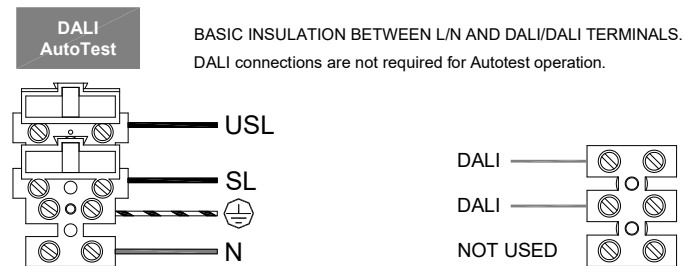 DALI
AutoTest
BASIC INSULATION BETWEEN L/N AND DALI/DALI TERMINALS.
DALI connections are not required for Autotest operation.
USL
SL
N
DALI
DALI
NOT USED